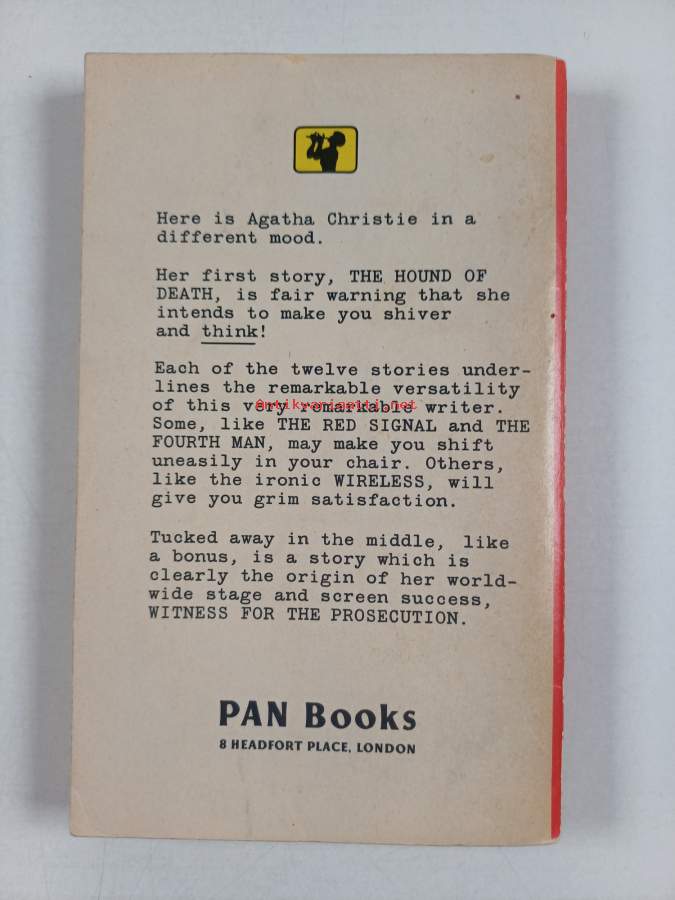 Here is Agatha Christie in a
different mood.
Her first story, THE HOUND OF
DEATH, is fair warning that she
intends to make you shiver
and think!
Each of the twelve stories under-
lines the remarkable versatility
of this very remarkable writer.
Antikvariaatti.net
Some, like THE RED SIGNAL and THE
FOURTH MAN, may make you shift
uneasily in your chair. Others,
like the ironic WIRELESS, will
give you grim satisfaction.
Tucked away in the middle, like
a bonus, is a story which is
clearly the origin of her world-
wide stage and screen success,
WITNESS FOR THE PROSECUTION.
PAN Books
8 HEADFORT PLACE, LONDON